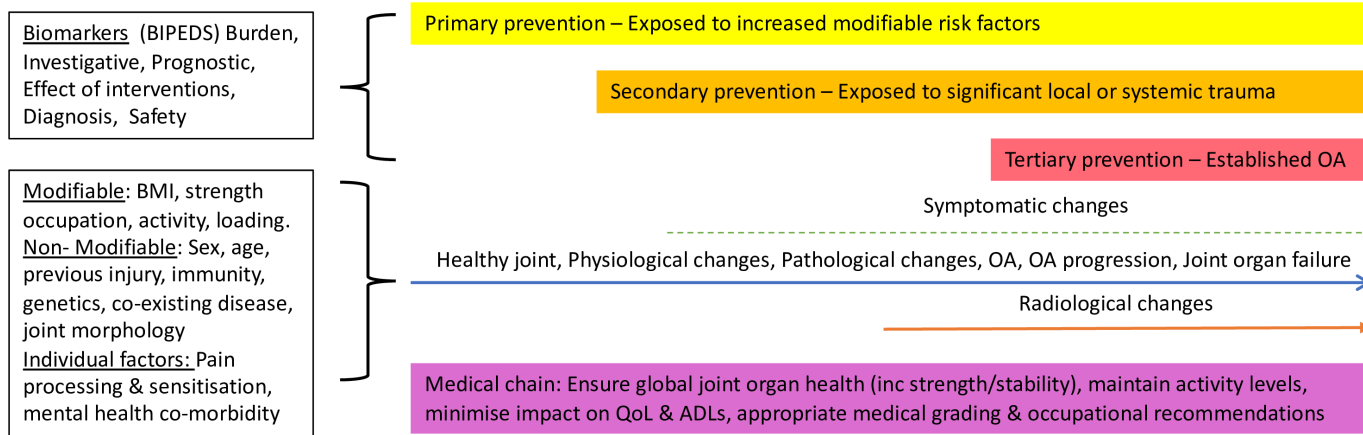 Biomarkers (BIPEDS) Burden,
Investigative, Prognostic,
Effect of interventions,
Diagnosis, Safety
Modifiable: BMI, strength
occupation, activity, loading.
Non- Modifiable: Sex, age,
previous injury, immunity,
genetics, co-existing disease,
joint morphology
Individual factors: Pain
processing & sensitisation,
mental health co-morbidity
Primary prevention – Exposed to increased modifiable risk factors
Secondary prevention – Exposed to significant local or systemic trauma
Tertiary prevention – Established OA
Symptomatic changes
Healthy joint, Physiological changes, Pathological changes, OA, OA progression, Joint organ failure
Radiological changes
Medical chain: Ensure global joint organ health (inc strength/stability), maintain activity levels,
minimise impact on QoL & ADLs, appropriate medical grading & occupational recommendations